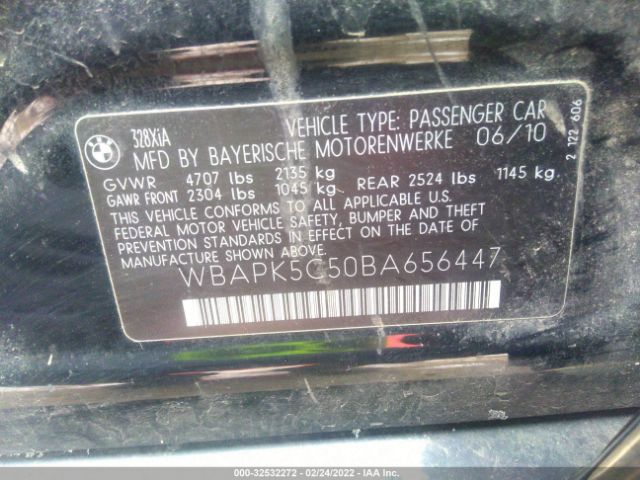 BMW
328XiA
VEHICLE TYPE: PASSENGER CAR
MFD BY BAYERISCHE MOTORENWERKE 06/10
GVWR 4707 lbs 2135 kg
GAWR FRONT 2304 lbs 1045 kg REAR 2524 lbs 1145 kg.
THIS VEHICLE CONFORMS TO ALL APPLICABLE U.S.
FEDERAL MOTOR VEHICLE SAFETY, BUMPER AND THEFT
PREVENTION STANDARDS IN EFFECT ON THE DATE OF
MANUFACTURE SHOWN ABOVE.
WBAPK5C50BA656447
2 122 606
000-32532272 - 02/24/2022 - IAA Inc.